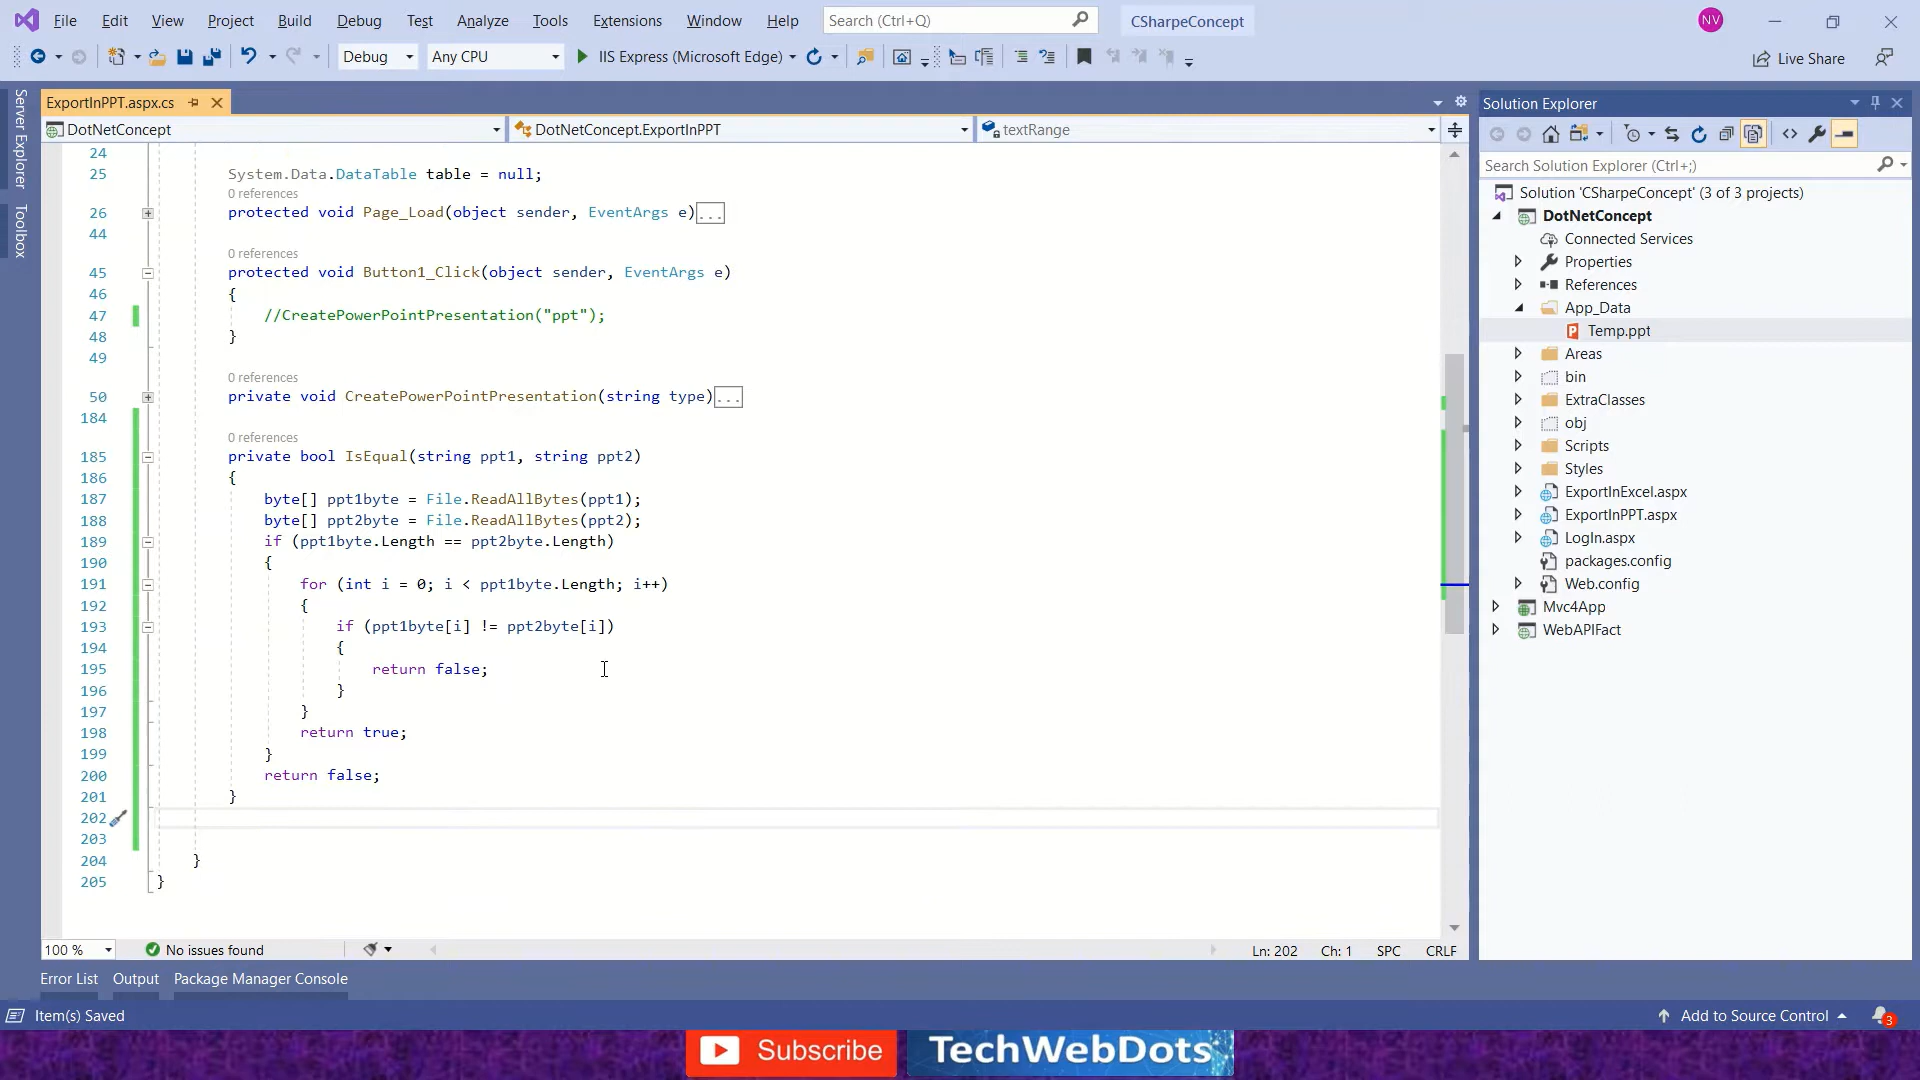 File Edit View Project Build Debug Test Analyze Tools Extensions Window Help Search (Ctrl+Q) CSharpeConcept NV
Debug Any CPU IIS Express (Microsoft Edge) Live Share
Server Explorer
Toolbox
ExportInPPT.aspx.cs
DotNetConcept DotNetConcept.ExportInPPT textRange
24
25 System.Data.DataTable table = null;
0 references
26 protected void Page_Load(object sender, EventArgs e)...
44
0 references
45 protected void Button1_Click(object sender, EventArgs e)
46 {
47 //CreatePowerPointPresentation("ppt");
48 }
49
0 references
50 private void CreatePowerPointPresentation(string type)...
184
0 references
185 private bool IsEqual(string ppt1, string ppt2)
186 {
187 byte[] ppt1byte = File.ReadAllBytes(ppt1);
188 byte[] ppt2byte = File.ReadAllBytes(ppt2);
189 if (ppt1byte.Length == ppt2byte.Length)
190 {
191 for (int i = 0; i < ppt1byte.Length; i++)
192 {
193 if (ppt1byte[i] != ppt2byte[i])
194 {
195 return false;
196 }
197 }
198 return true;
199 }
200 return false;
201 }
202
203
204 }
205 }
100 % No issues found Ln: 202 Ch: 1 SPC CRLF
Solution Explorer
Search Solution Explorer (Ctrl+;)
Solution 'CSharpeConcept' (3 of 3 projects)
DotNetConcept
Connected Services
Properties
References
App_Data
Temp.ppt
Areas
bin
ExtraClasses
obj
Scripts
Styles
ExportInExcel.aspx
ExportInPPT.aspx
LogIn.aspx
packages.config
Web.config
Mvc4App
WebAPIFact
Error List Output Package Manager Console
Item(s) Saved Add to Source Control 3
Subscribe TechWebDots